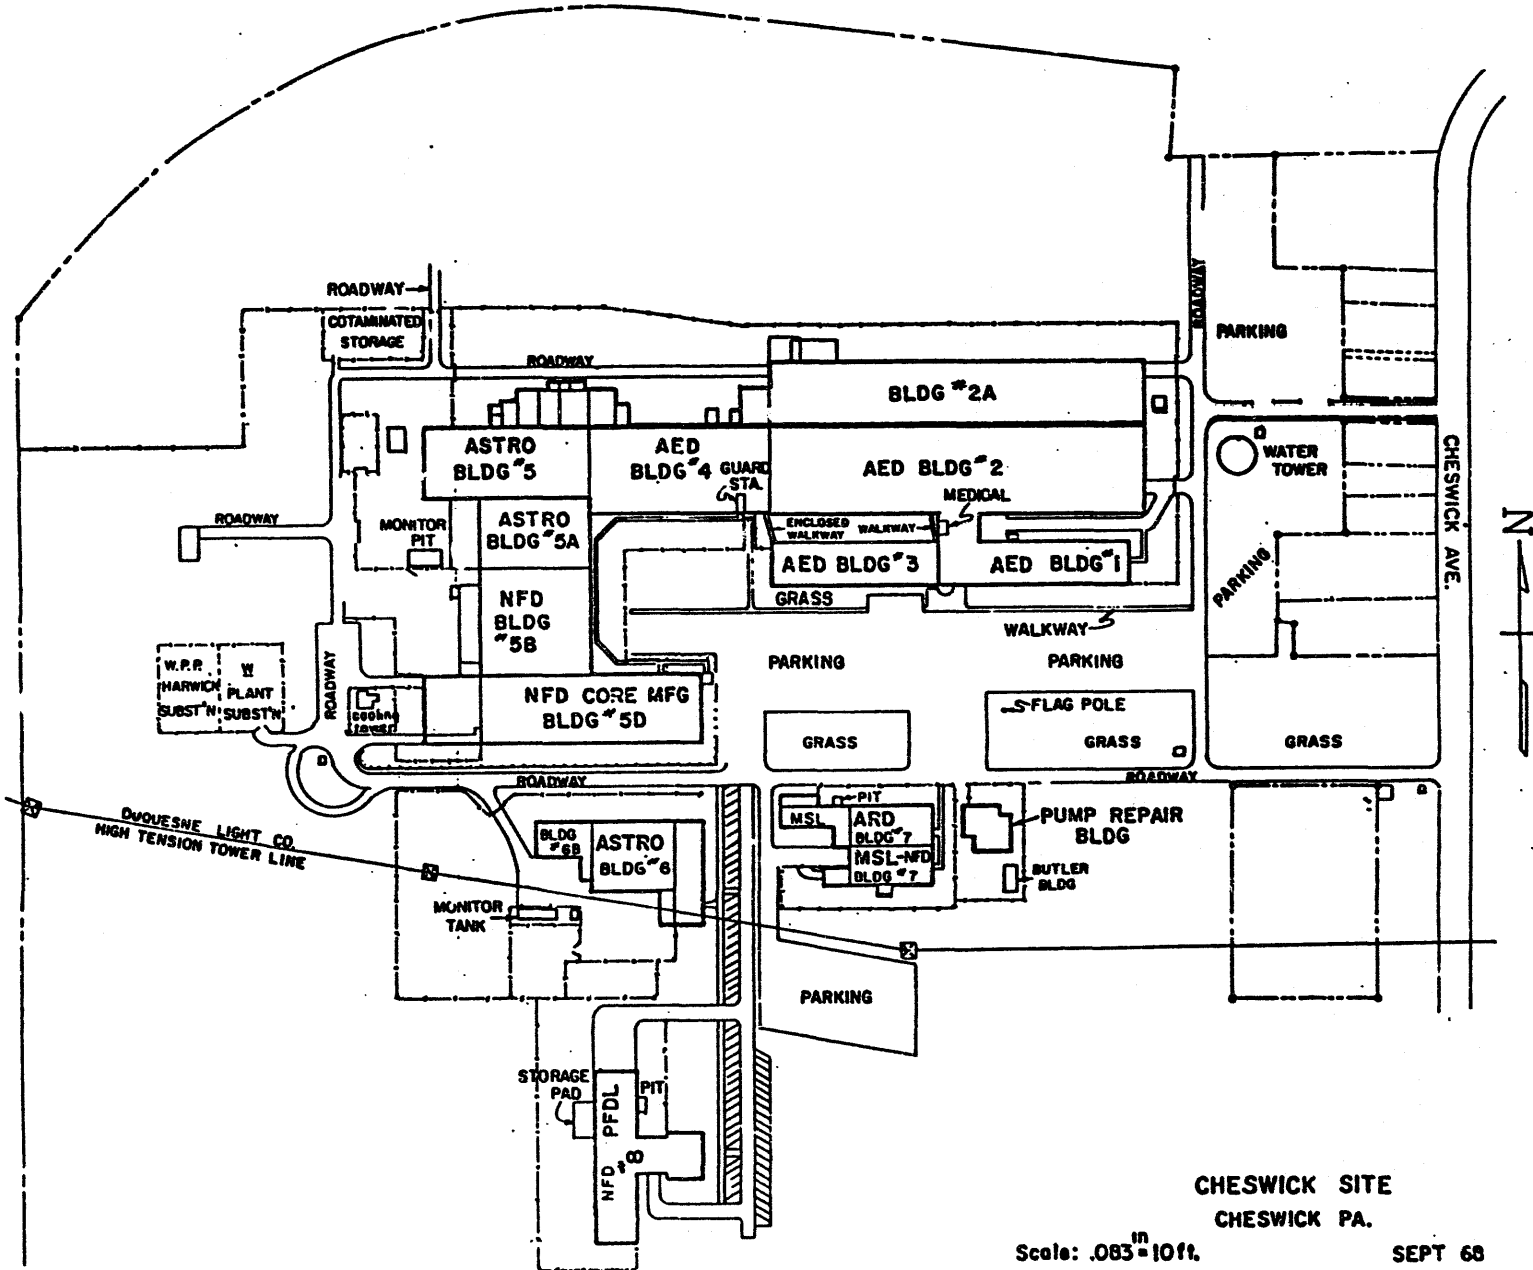 ROADWAY
COTAMINATED
STORAGE
ROADWAY
ROADWAY
PARKING
BLDG #2A
ASTRO
BLDG #5
AED
BLDG #4
GUARD
STA.
AED BLDG #2
MEDICAL
WATER
TOWER
CHESWICK AVE.
N
ROADWAY
MONITOR
PIT
ASTRO
BLDG #5A
ENCLOSED
WALKWAY
WALKWAY
AED BLDG #3
AED BLDG #1
PARKING
GRASS
WALKWAY
NFD
BLDG
#5B
PARKING
PARKING
W.P.P.
HARWICK
SUBST'N
W
PLANT
SUBST'N
ROADWAY
cooling
tower
NFD CORE MFG
BLDG #5D
FLAG POLE
GRASS
GRASS
GRASS
ROADWAY
ROADWAY
DUQUESNE LIGHT CO.
HIGH TENSION TOWER LINE
BLDG
#6B
ASTRO
BLDG #6
PIT
MSL
ARD
BLDG #7
MSL-NFD
BLDG #7
PUMP REPAIR
BLDG
BUTLER
BLDG
MONITOR
TANK
PARKING
STORAGE
PAD
PIT
NFD PFDL
#8
CHESWICK SITE
CHESWICK PA.
Scale: .083 in = 10ft.
SEPT 68